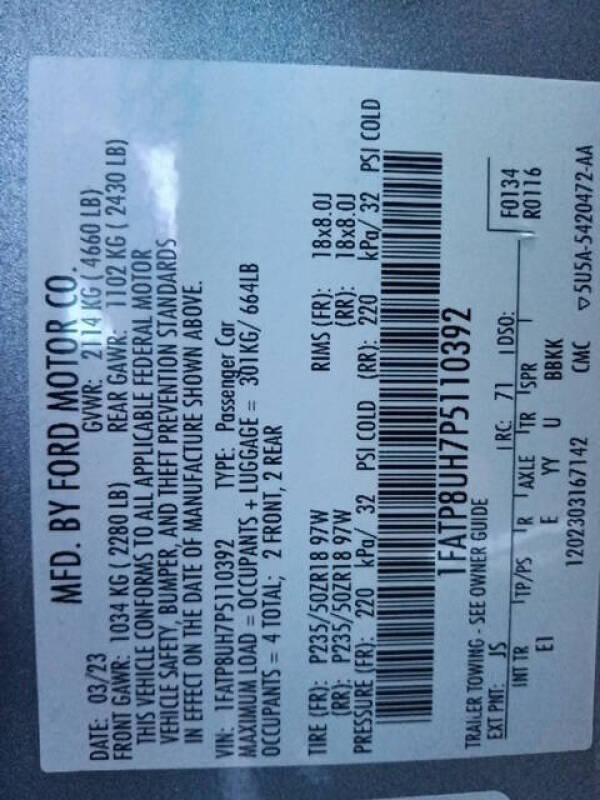 MFD. BY FORD MOTOR CO.
DATE: 03/23 GVWR: 2114 KG ( 4660 LB)
FRONT GAWR: 1034 KG (2280 LB) REAR GAWR: 1102 KG ( 2430 LB)
THIS VEHICLE CONFORMS TO ALL APPLICABLE FEDERAL MOTOR
VEHICLE SAFETY, BUMPER, AND THEFT PREVENTION STANDARDS
IN EFFECT ON THE DATE OF MANUFACTURE SHOWN ABOVE.
VIN: 1FATP8UH7P5110392 TYPE: Passenger Car
MAXIMUM LOAD = OCCUPANTS + LUGGAGE = 301KG/ 664LB
OCCUPANTS = 4 TOTAL; 2 FRONT, 2 REAR
TIRE (FR): P235/50ZR18 97W RIMS (FR): 18x8.0J
(RR): P235/50ZR18 97W (RR): 18x8.0J
PRESSURE (FR): 220 kPa/ 32 PSI COLD (RR): 220 kPa/ 32 PSI COLD
1FATP8UH7P5110392
TRAILER TOWING - SEE OWNER GUIDE F0134
EXT PNT: JS RC: 71 DSO: R0116
INT TR TP/PS R AXLE TR SPR
EI E YY U BBKK
1202303167142 CMC ▽5U5A-5420472-AA